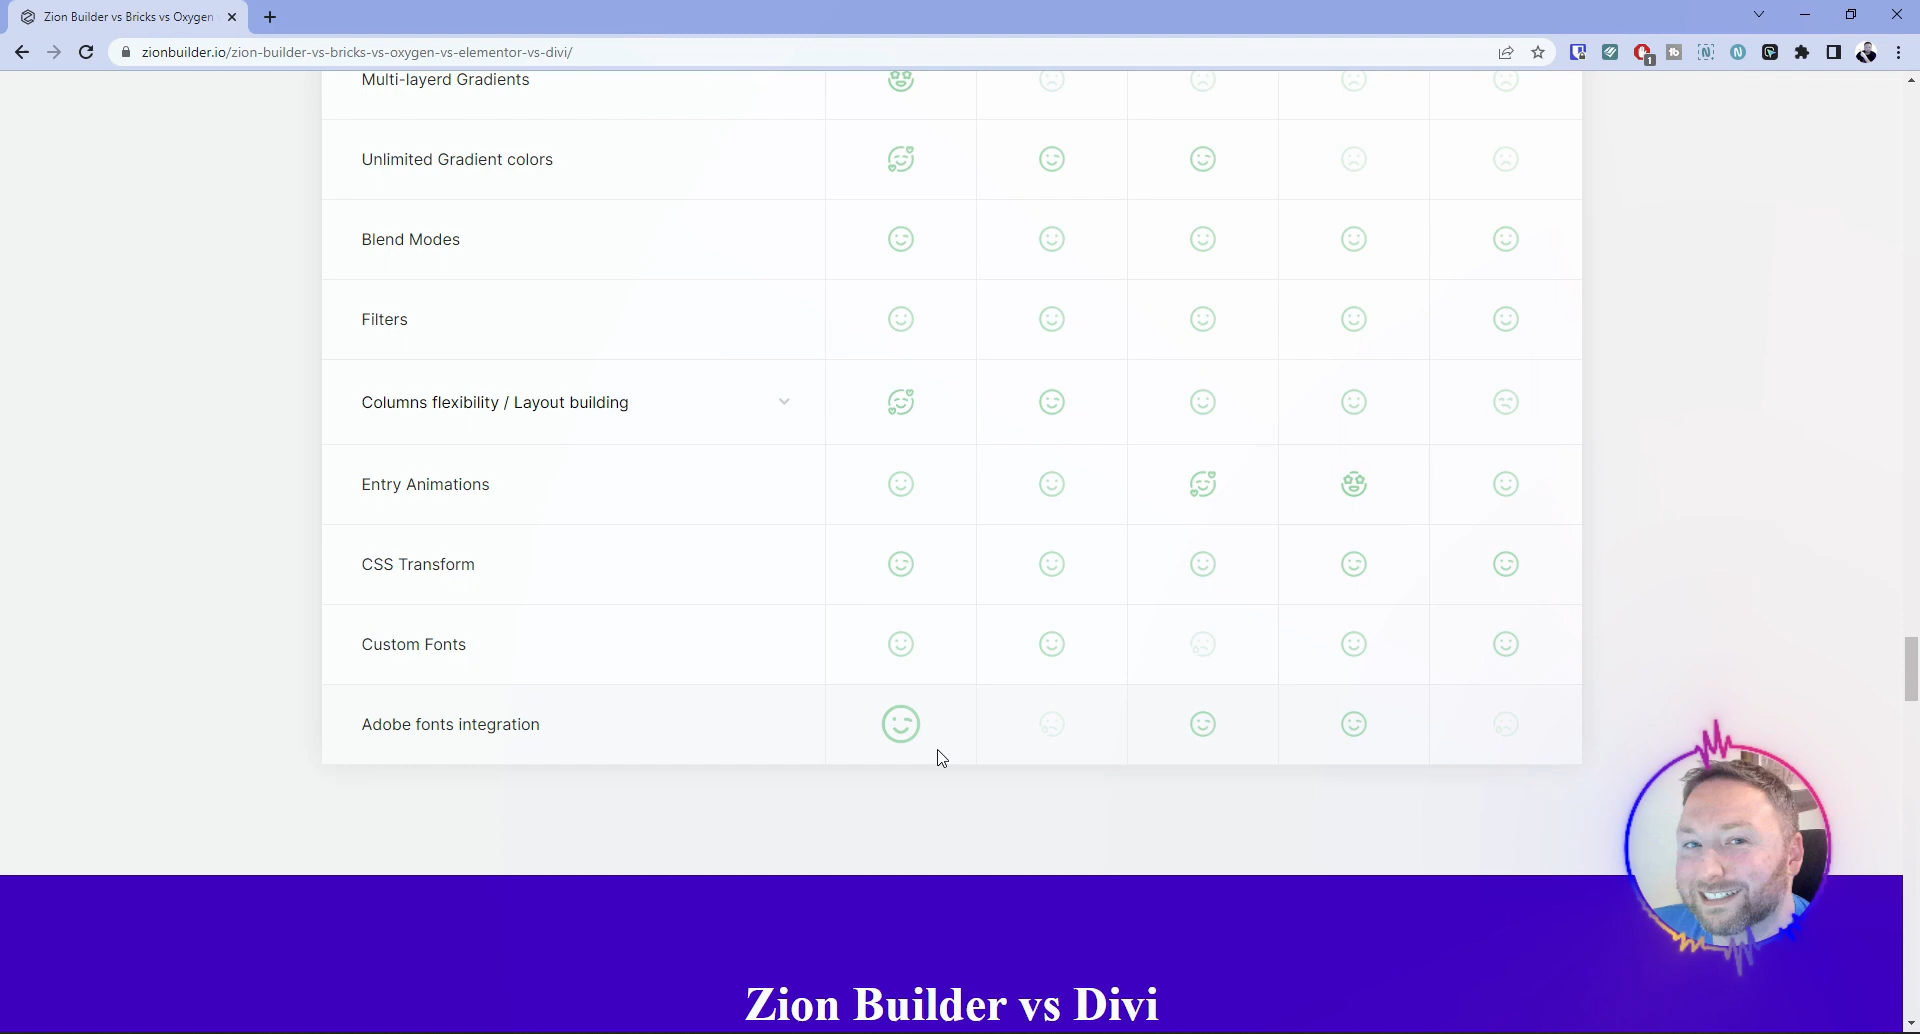 Zion Builder vs Bricks vs Oxygen
zionbuilder.io/zion-builder-vs-bricks-vs-oxygen-vs-elementor-vs-divi/
1
Multi-layerd Gradients
Unlimited Gradient colors
Blend Modes
Filters
Columns flexibility / Layout building
Entry Animations
CSS Transform
Custom Fonts
Adobe fonts integration
Zion Builder vs Divi